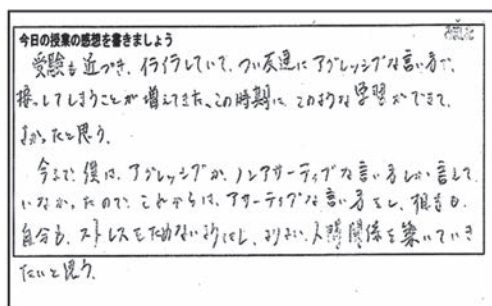 今日の授業の感想を書きましょう
受験も近づき、イライラしていて、つい友達にアグレッシブな言い方で、
接してしまうことが増えてきた、この時期に、このような学習ができて、
よかったと思う。
今まで、僕は、アグレッシブか、ノンアサーティブな言い方しか言えて
いなかったので、これからは、アサーティブな言い方をし、相手も、
自分も、ストレスをためないようにし、よりよい人間関係を築いていき
たいと思う。